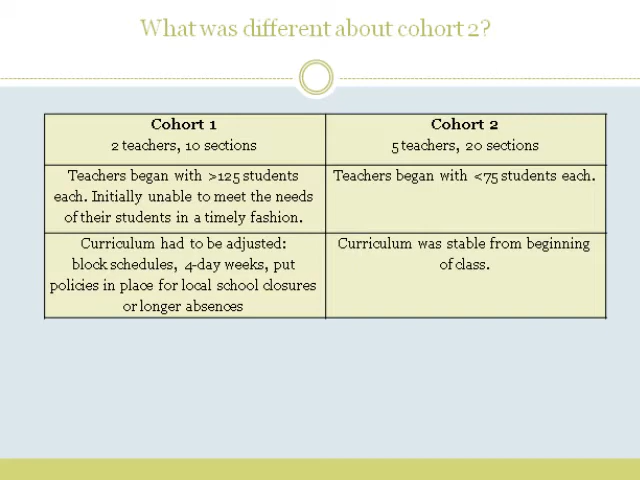 What was different about cohort 2?
Cohort 1
2 teachers, 10 sections
Cohort 2
5 teachers, 20 sections
Teachers began with >125 students
each. Initially unable to meet the needs
of their students in a timely fashion.
Teachers began with <75 students each.
Curriculum had to be adjusted:
block schedules, 4-day weeks, put
policies in place for local school closures
or longer absences
Curriculum was stable from beginning
of class.